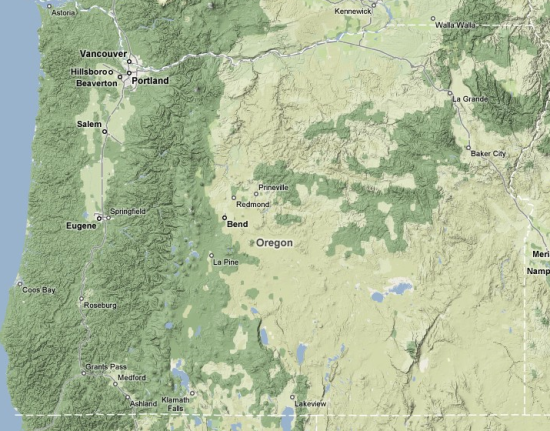 Astoria
Kennewick
Walla Walla
Vancouver
Hillsboro
Portland
Beaverton
La Grande
Salem
Baker City
Prineville
Redmond
Springfield
Eugene
Bend
Oregon
La Pine
Meri
Namp
Coos Bay
Roseburg
Grants Pass
Medford
Ashland
Klamath
Falls
Lakeview